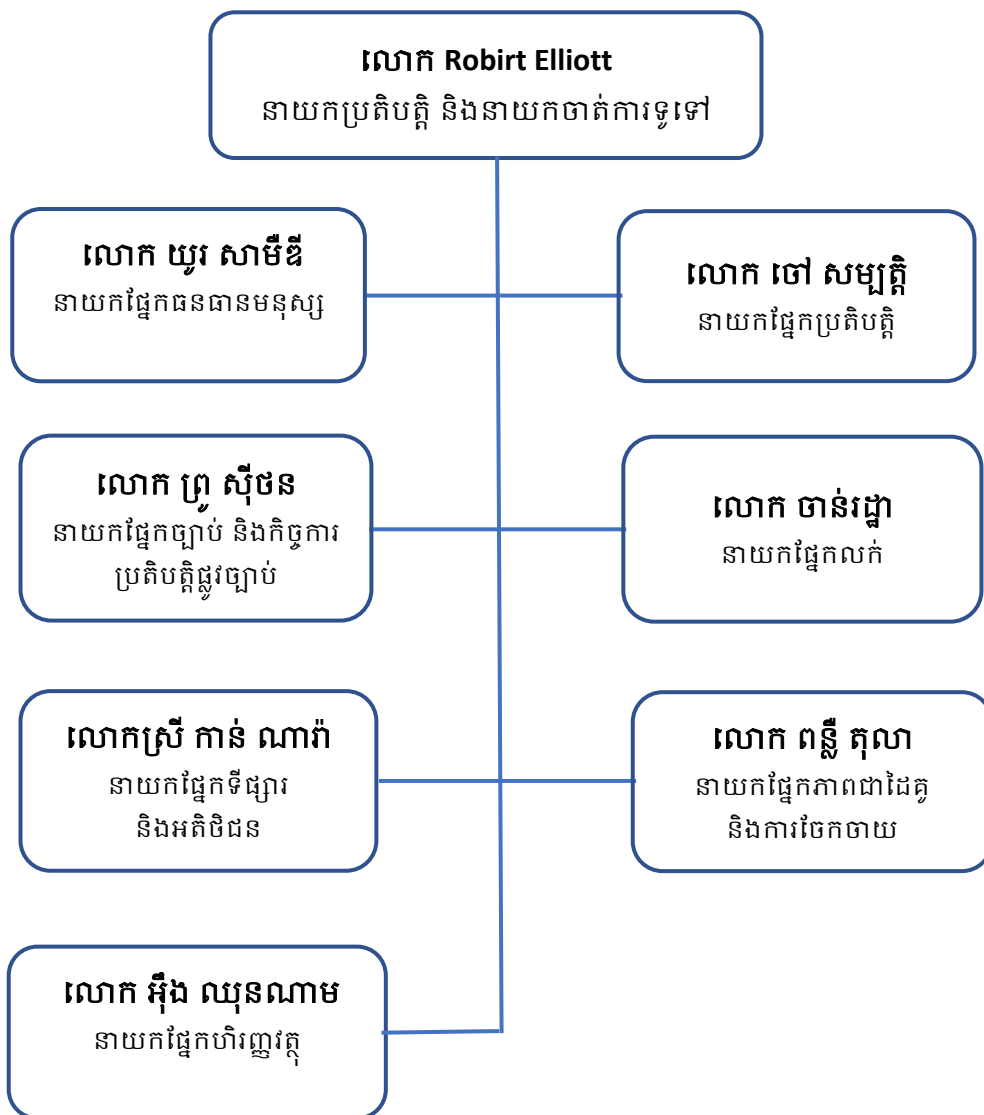 លោក Robirt Elliott
នាយកប្រតិបត្តិ និងនាយកចាត់ការទូទៅ
លោក យូរ សាមឺឌី
នាយកផ្នែកធនធានមនុស្ស
លោក ចៅ សម្បត្តិ
នាយកផ្នែកប្រតិបត្តិ
លោក ព្រូ ស៊ីថន
នាយកផ្នែកច្បាប់ និងកិច្ចការ
ប្រតិបត្តិផ្លូវច្បាប់
លោក ចាន់រដ្ឋា
នាយកផ្នែកលក់
លោកស្រី កាន់ ណារ៉ា
នាយកផ្នែកទីផ្សារ
និងអតិថិជន
លោក ពន្លឺ តុលា
នាយកផ្នែកភាពជាដៃគូ
និងការចែកចាយ
លោក អ៊ឹង ឈុនណាម
នាយកផ្នែកហិរញ្ញវត្ថុ